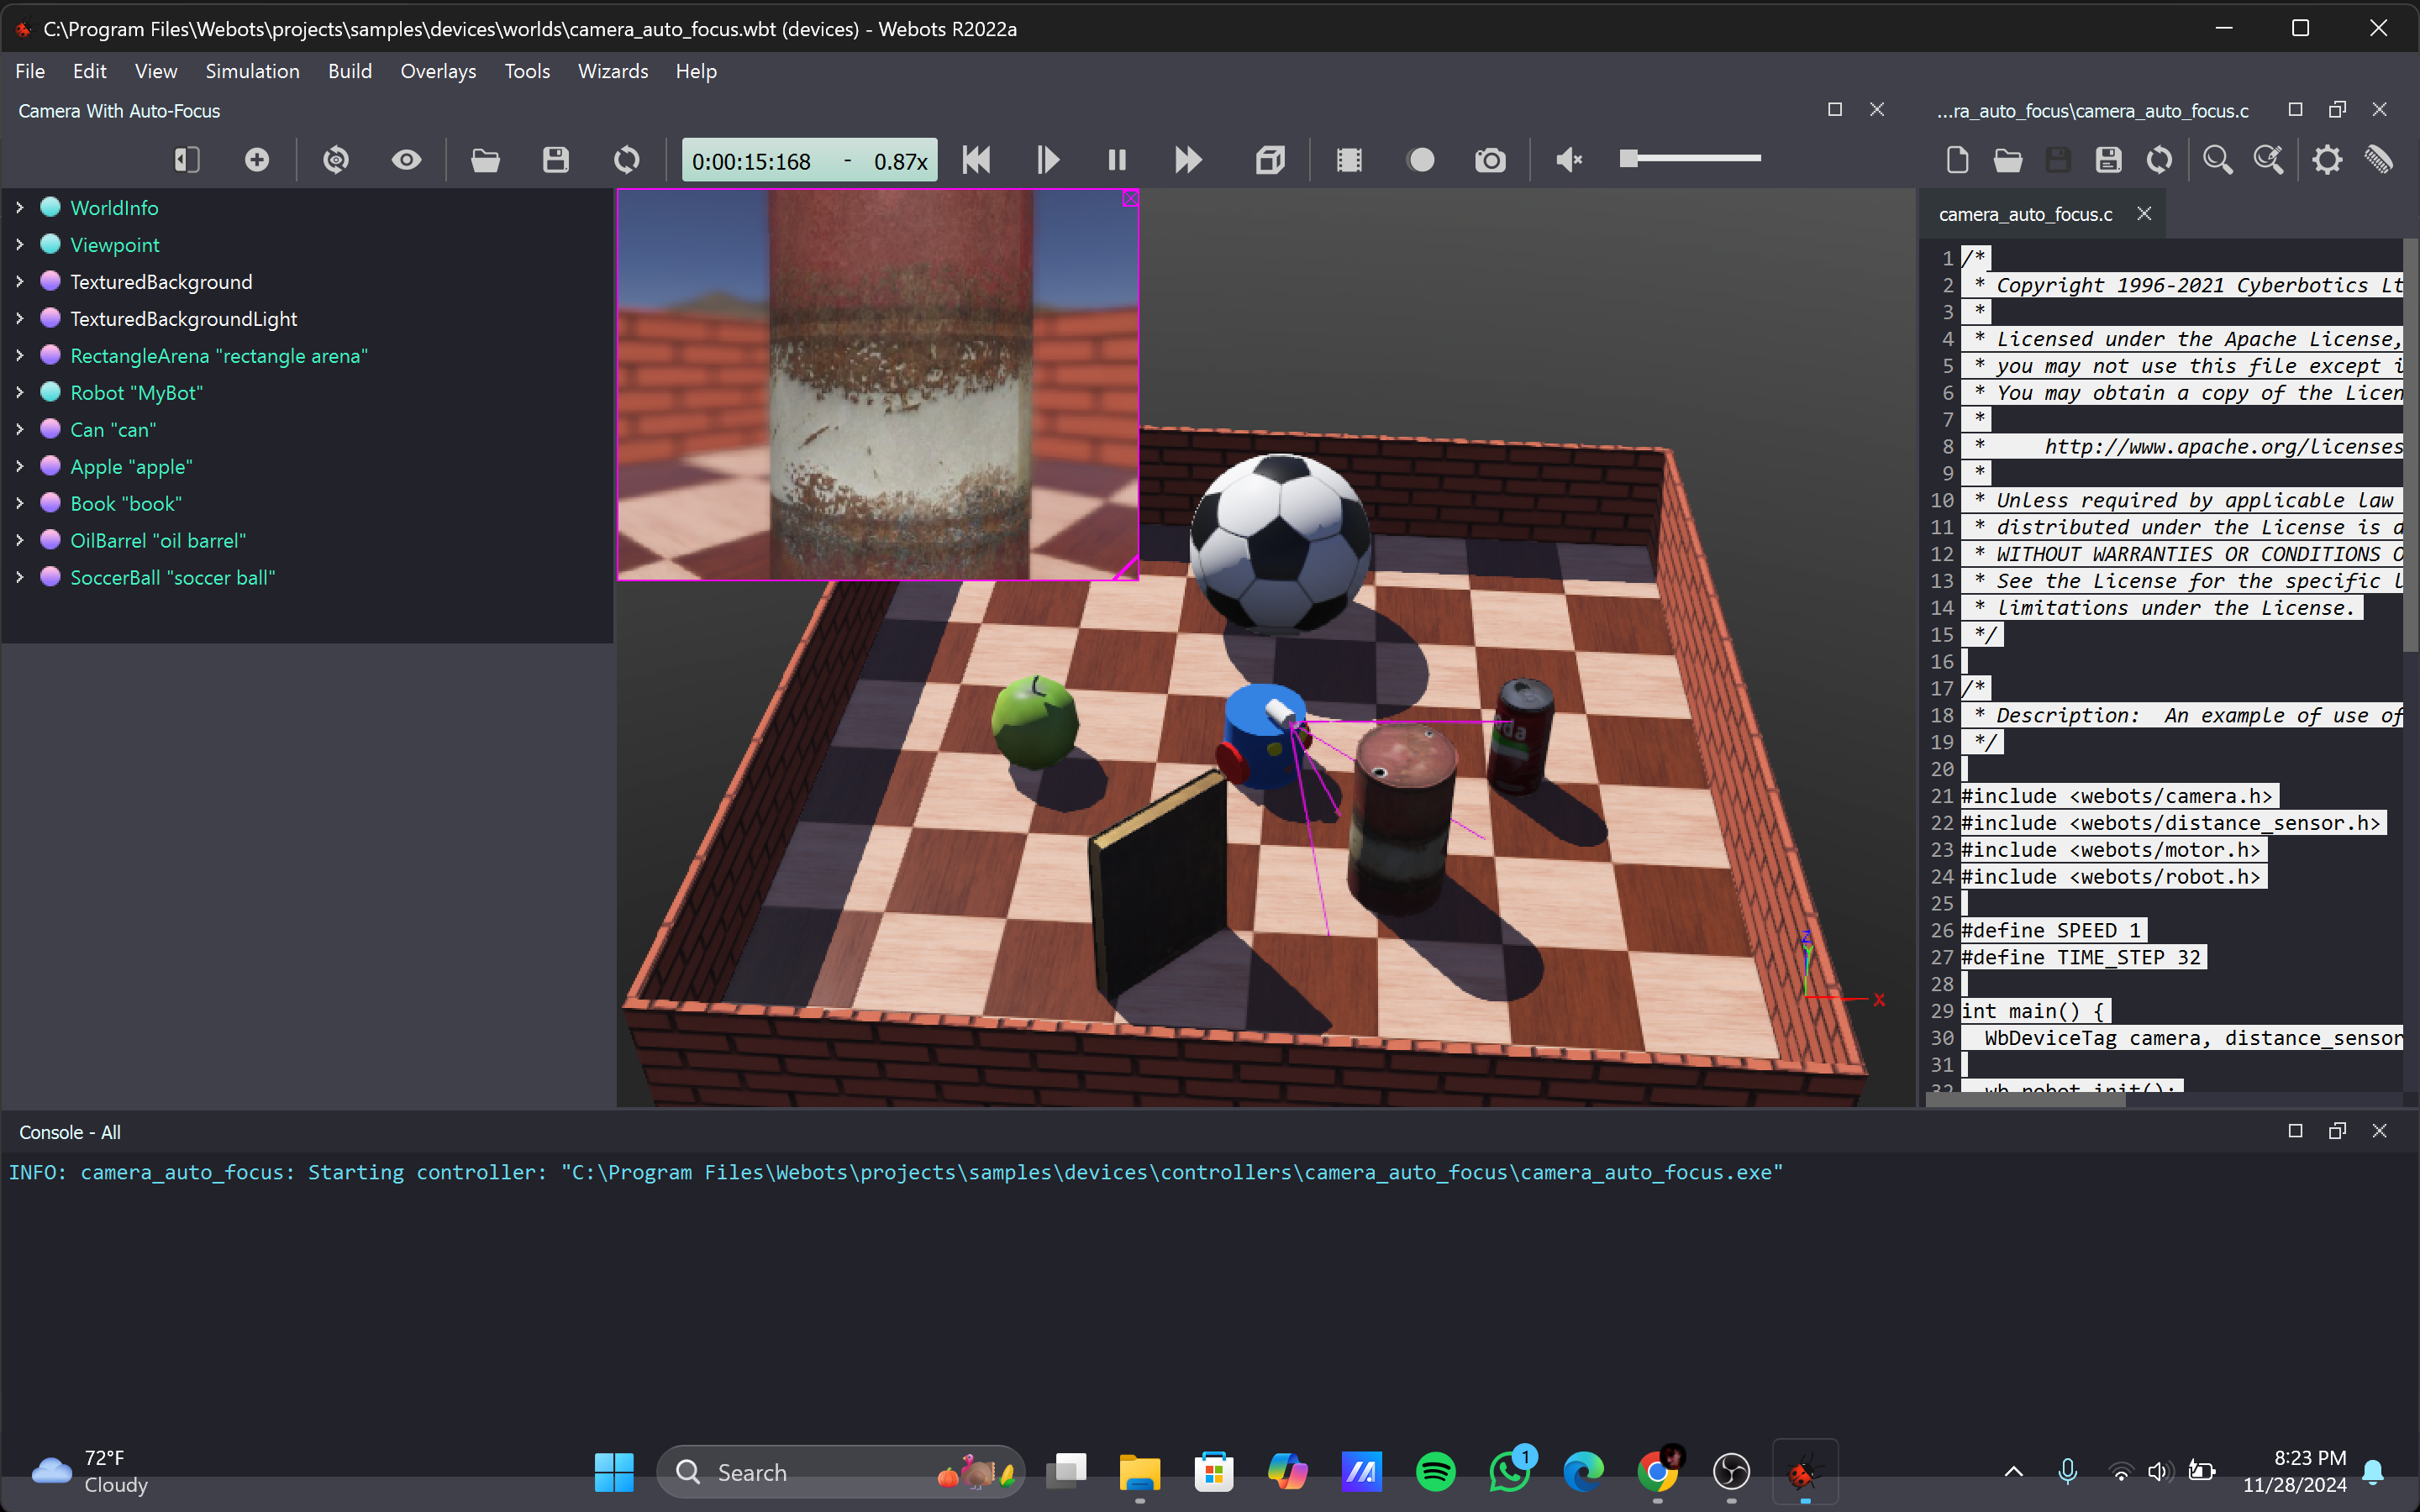 C:\Program Files\Webots\projects\samples\devices\worlds\camera_auto_focus.wbt (devices) - Webots R2022a
File Edit View Simulation Build Overlays Tools Wizards Help
Camera With Auto-Focus
...ra_auto_focus\camera_auto_focus.c
0:00:15:168 - 0.87x
WorldInfo
Viewpoint
TexturedBackground
TexturedBackgroundLight
RectangleArena "rectangle arena"
Robot "MyBot"
Can "can"
Apple "apple"
Book "book"
OilBarrel "oil barrel"
SoccerBall "soccer ball"
da
Z
Y
X
camera_auto_focus.c
1 /*
2 * Copyright 1996-2021 Cyberbotics Lt
3 *
4 * Licensed under the Apache License,
5 * you may not use this file except i
6 * You may obtain a copy of the Licen
7 *
8 * http://www.apache.org/licenses
9 *
10 * Unless required by applicable law
11 * distributed under the License is d
12 * WITHOUT WARRANTIES OR CONDITIONS O
13 * See the License for the specific l
14 * limitations under the License.
15 */
16
17 /*
18 * Description: An example of use of
19 */
20
21 #include <webots/camera.h>
22 #include <webots/distance_sensor.h>
23 #include <webots/motor.h>
24 #include <webots/robot.h>
25
26 #define SPEED 1
27 #define TIME_STEP 32
28
29 int main() {
30 WbDeviceTag camera, distance_sensor
31
32 wb_robot_init();
Console - All
INFO: camera_auto_focus: Starting controller: "C:\Program Files\Webots\projects\samples\devices\controllers\camera_auto_focus\camera_auto_focus.exe"
72°F
Cloudy
Search
1
8:23 PM
11/28/2024